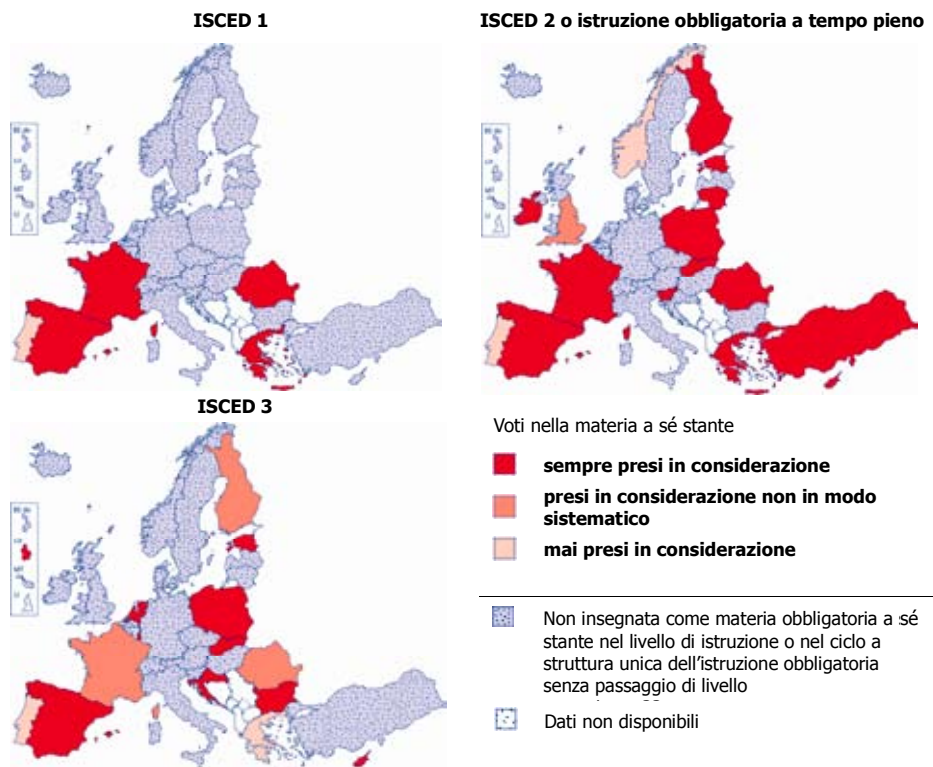 ISCED 1
ISCED 2 o istruzione obbligatoria a tempo pieno
ISCED 3
Voti nella materia a sé stante
sempre presi in considerazione
presi in considerazione non in modo
sistematico
mai presi in considerazione
Non insegnata come materia obbligatoria a sé
stante nel livello di istruzione o nel ciclo a
struttura unica dell'istruzione obbligatoria
senza passaggio di livello
Dati non disponibili